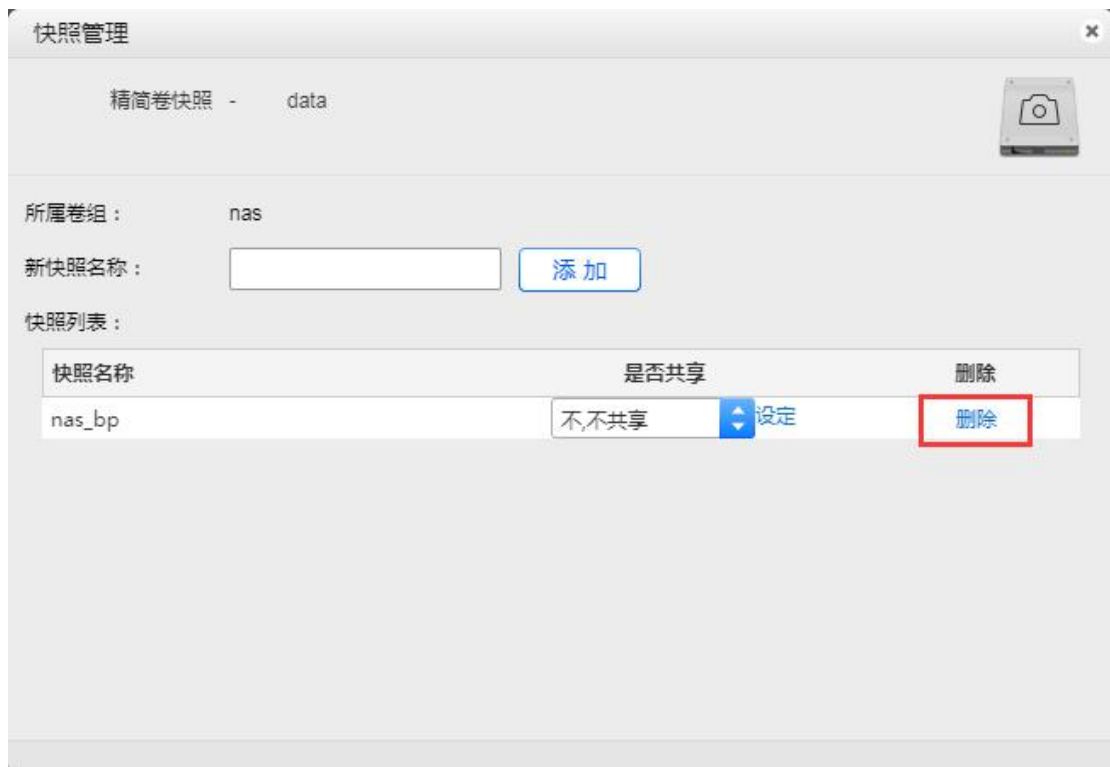 快照管理
精简卷快照 - data
所属卷组： nas
新快照名称： 添 加
快照列表：
快照名称 是否共享 删除
nas_bp 不,不共享 设定 删除